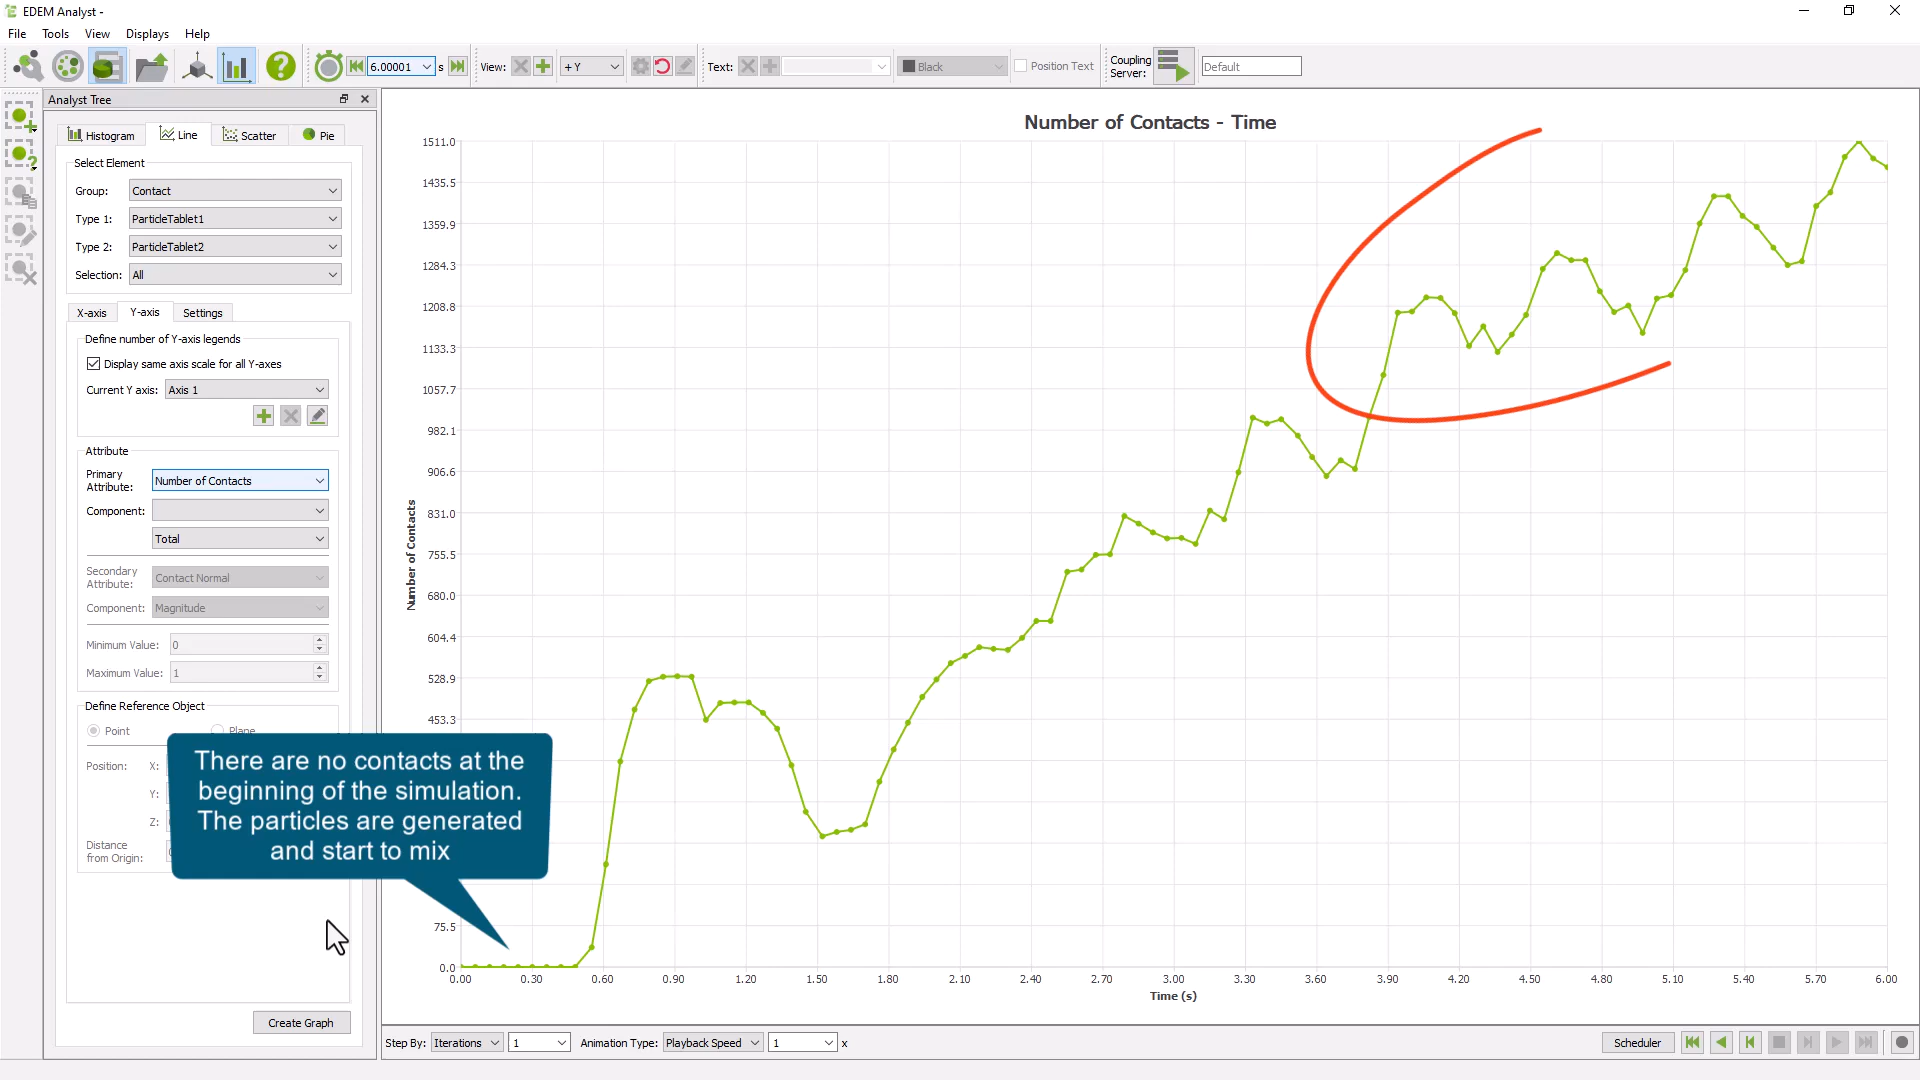 EDEM Analyst -
File Tools View Displays Help
6.00001 s View: +Y Text: Black Position Text Coupling Server: Default
Analyst Tree
Histogram Line Scatter Pie
Select Element
Group: Contact
Type 1: ParticleTablet1
Type 2: ParticleTablet2
Selection: All
X-axis Y-axis Settings
Define number of Y-axis legends
Display same axis scale for all Y-axes
Current Y axis: Axis 1
Attribute
Primary Attribute: Number of Contacts
Component:
Total
Secondary Attribute: Contact Normal
Component: Magnitude
Minimum Value: 0
Maximum Value: 1
Define Reference Object
Point Plane
Position: X:
Y:
Z:
Distance from Origin:
There are no contacts at the
beginning of the simulation.
The particles are generated
and start to mix
Create Graph
Number of Contacts - Time
1511.0
1435.5
1359.9
1284.3
1208.8
1133.3
1057.7
982.1
906.6
831.0
755.5
680.0
604.4
528.9
453.3
75.5
0.0
Number of Contacts
0.00 0.30 0.60 0.90 1.20 1.50 1.80 2.10 2.40 2.70 3.00 3.30 3.60 3.90 4.20 4.50 4.80 5.10 5.40 5.70 6.00
Time (s)
Step By: Iterations 1 Animation Type: Playback Speed 1 x Scheduler